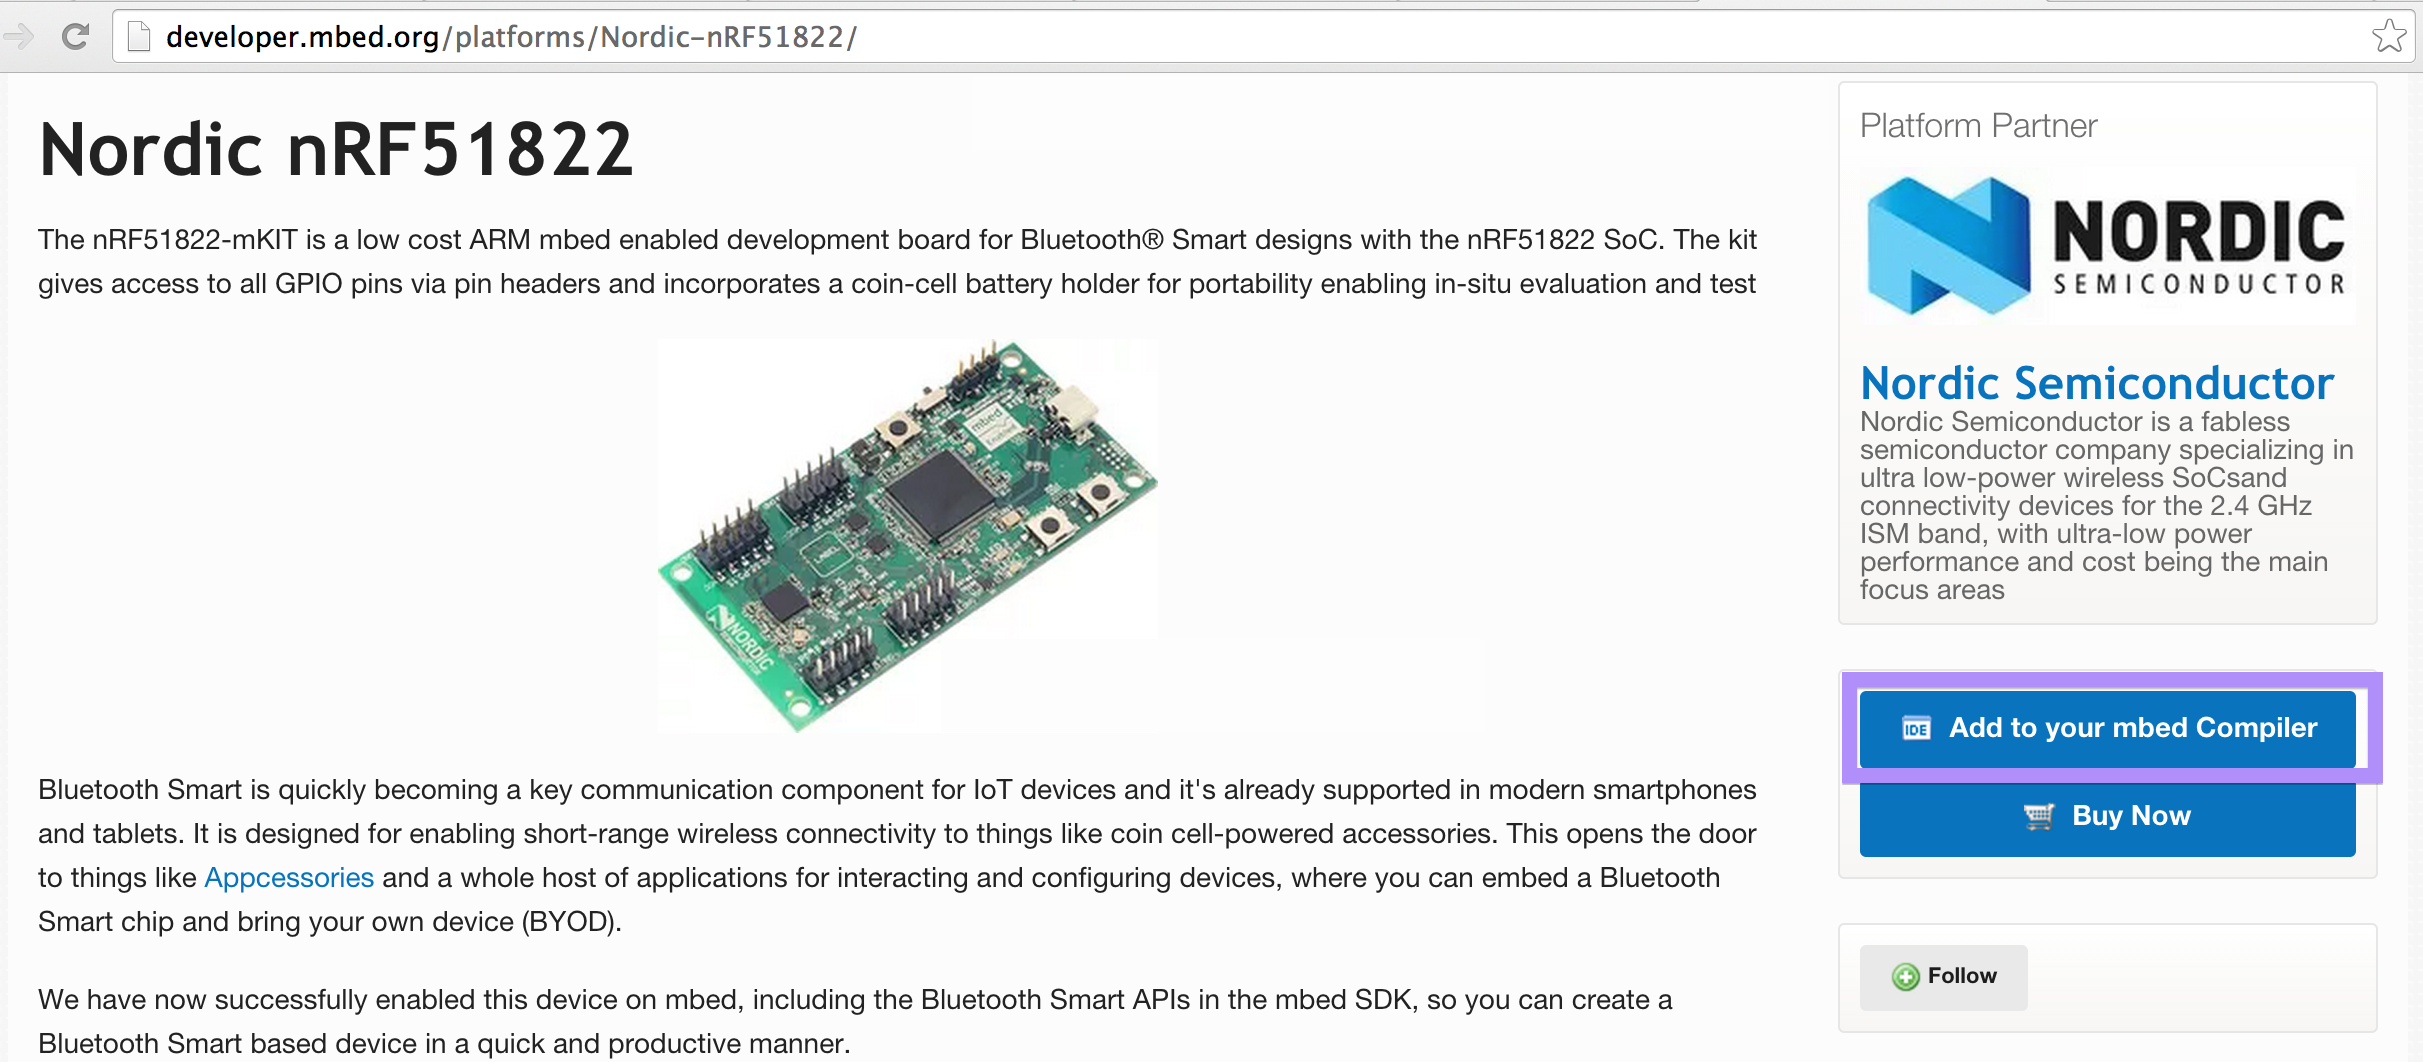 developer.mbed.org/platforms/Nordic-nRF51822/
Nordic nRF51822
The nRF51822-mKIT is a low cost ARM mbed enabled development board for Bluetooth® Smart designs with the nRF51822 SoC. The kit
gives access to all GPIO pins via pin headers and incorporates a coin-cell battery holder for portability enabling in-situ evaluation and test
mbed
Enabled
LABEL
NORDIC
Bluetooth Smart is quickly becoming a key communication component for IoT devices and it's already supported in modern smartphones
and tablets. It is designed for enabling short-range wireless connectivity to things like coin cell-powered accessories. This opens the door
to things like Appcessories and a whole host of applications for interacting and configuring devices, where you can embed a Bluetooth
Smart chip and bring your own device (BYOD).
We have now successfully enabled this device on mbed, including the Bluetooth Smart APIs in the mbed SDK, so you can create a
Bluetooth Smart based device in a quick and productive manner.
Platform Partner
NORDIC
SEMICONDUCTOR
Nordic Semiconductor
Nordic Semiconductor is a fabless
semiconductor company specializing in
ultra low-power wireless SoCsand
connectivity devices for the 2.4 GHz
ISM band, with ultra-low power
performance and cost being the main
focus areas
IDE Add to your mbed Compiler
Buy Now
Follow